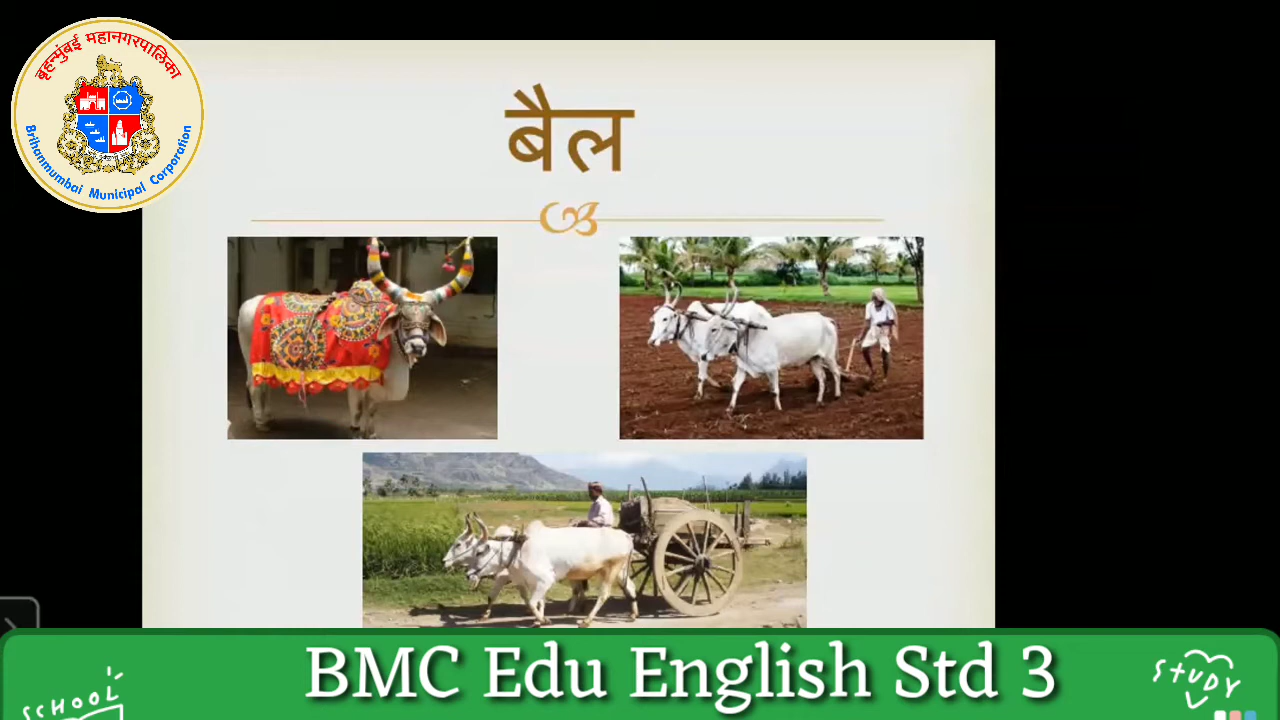 बृहन्मुंबई महानगरपालिका
Brihanmumbai Municipal Corporation
बैल
BMC Edu English Std 3
SCHOOL
STUDY